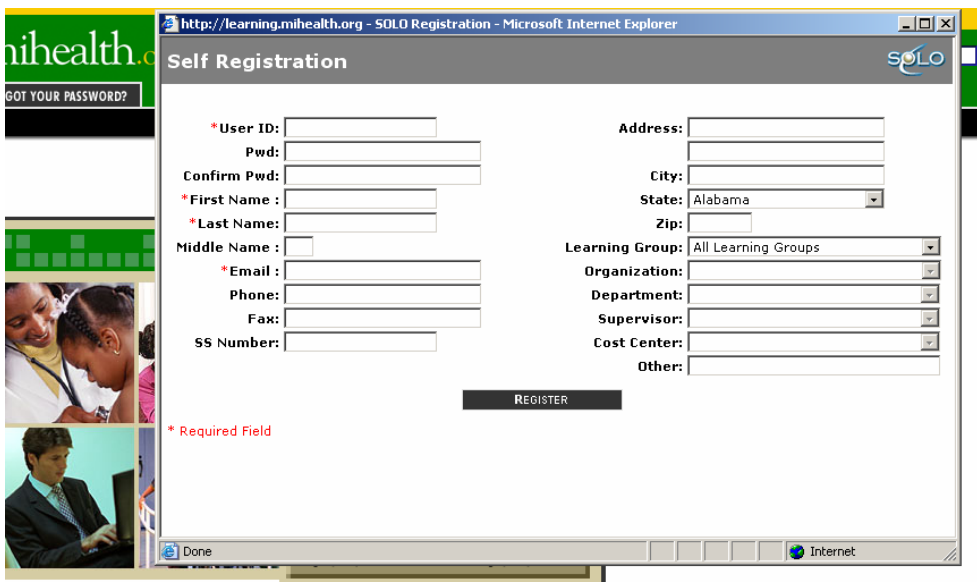 http://learning.mihealth.org - SOLO Registration - Microsoft Internet Explorer
mihealth.o
GOT YOUR PASSWORD?
Self Registration
SOLO
*User ID:
Pwd:
Confirm Pwd:
*First Name :
*Last Name:
Middle Name :
*Email :
Phone:
Fax:
SS Number:
Address:
City:
State: Alabama
Zip:
Learning Group: All Learning Groups
Organization:
Department:
Supervisor:
Cost Center:
Other:
REGISTER
* Required Field
Done
Internet